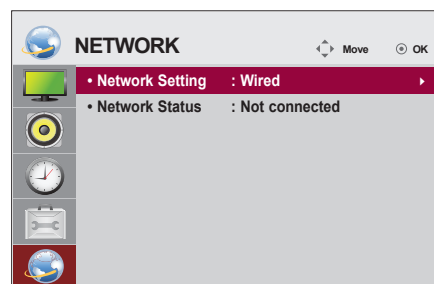 NETWORK Move OK
• Network Setting : Wired
• Network Status : Not connected